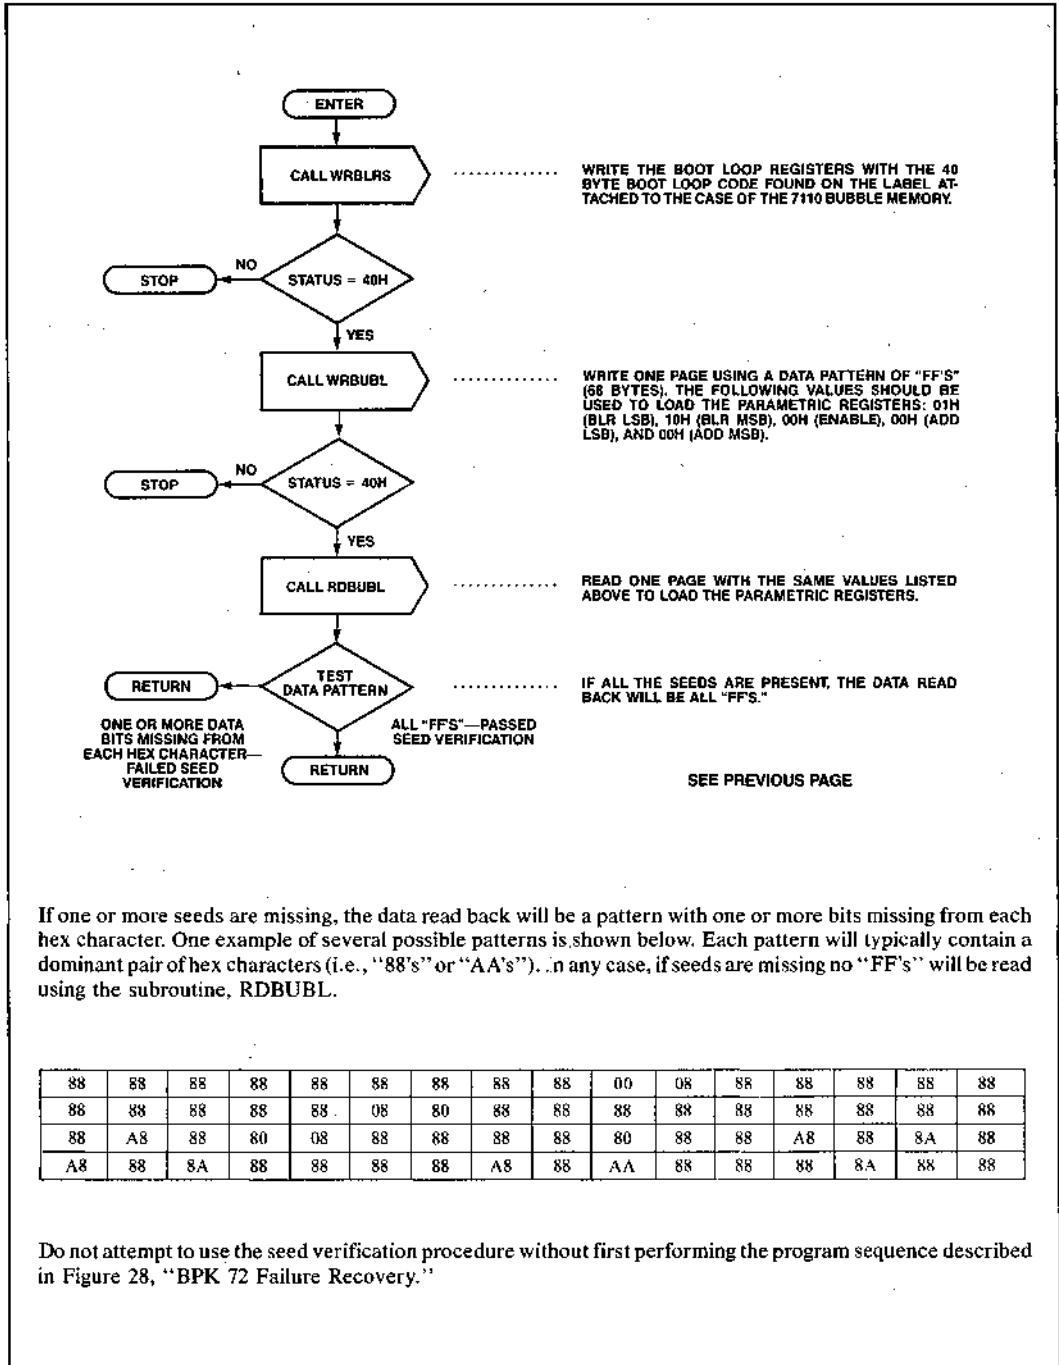 ENTER
CALL WRBLRS
WRITE THE BOOT LOOP REGISTERS WITH THE 40
BYTE BOOT LOOP CODE FOUND ON THE LABEL AT-
TACHED TO THE CASE OF THE 7110 BUBBLE MEMORY.
STOP
NO
STATUS = 40H
YES
CALL WRBUBL
WRITE ONE PAGE USING A DATA PATTERN OF "FF'S"
(68 BYTES). THE FOLLOWING VALUES SHOULD BE
USED TO LOAD THE PARAMETRIC REGISTERS: 01H
(BLR LSB), 10H (BLR MSB), 00H (ENABLE), 00H (ADD
LSB), AND 00H (ADD MSB).
STOP
NO
STATUS = 40H
YES
CALL RDBUBL
READ ONE PAGE WITH THE SAME VALUES LISTED
ABOVE TO LOAD THE PARAMETRIC REGISTERS.
RETURN
TEST
DATA PATTERN
IF ALL THE SEEDS ARE PRESENT, THE DATA READ
BACK WILL BE ALL "FF'S."
ONE OR MORE DATA
BITS MISSING FROM
EACH HEX CHARACTER—
FAILED SEED
VERIFICATION
ALL "FF'S"—PASSED
SEED VERIFICATION
RETURN
SEE PREVIOUS PAGE
If one or more seeds are missing, the data read back will be a pattern with one or more bits missing from each
hex character. One example of several possible patterns is shown below. Each pattern will typically contain a
dominant pair of hex characters (i.e., "88's" or "AA's"). .n any case, if seeds are missing no "FF's" will be read
using the subroutine, RDBUBL.
88 88 88 88 88 88 88 88 88 00 08 88 88 88 88 88
88 88 88 88 88 08 80 88 88 88 88 88 88 88 88 88
88 A8 88 80 08 88 88 88 88 80 88 88 A8 88 8A 88
A8 88 8A 88 88 88 88 A8 88 AA 88 88 88 8A 88 88
Do not attempt to use the seed verification procedure without first performing the program sequence described
in Figure 28, "BPK 72 Failure Recovery."